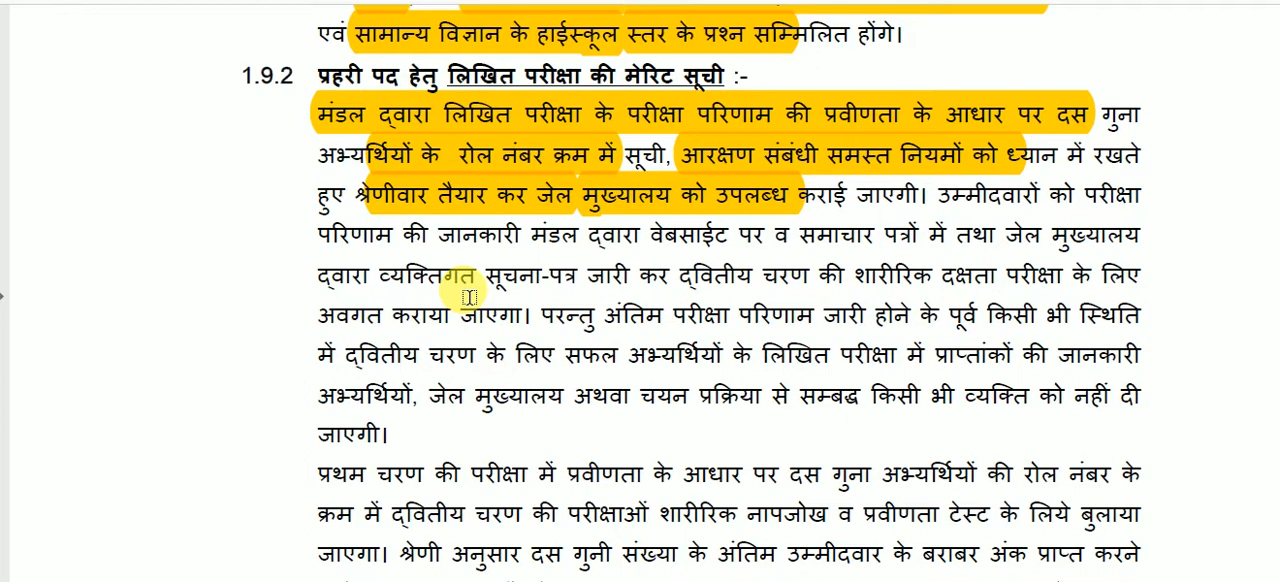 एवं सामान्य विज्ञान के हाईस्कूल स्तर के प्रश्न सम्मिलित होंगे।
1.9.2 प्रहरी पद हेतु लिखित परीक्षा की मेरिट सूची :-
मंडल द्वारा लिखित परीक्षा के परीक्षा परिणाम की प्रवीणता के आधार पर दस गुना
अभ्यर्थियों के रोल नंबर क्रम में सूची, आरक्षण संबंधी समस्त नियमों को ध्यान में रखते
हुए श्रेणीवार तैयार कर जेल मुख्यालय को उपलब्ध कराई जाएगी। उम्मीदवारों को परीक्षा
परिणाम की जानकारी मंडल द्वारा वेबसाईट पर व समाचार पत्रों में तथा जेल मुख्यालय
द्वारा व्यक्तिगत सूचना-पत्र जारी कर द्वितीय चरण की शारीरिक दक्षता परीक्षा के लिए
अवगत कराया जाएगा। परन्तु अंतिम परीक्षा परिणाम जारी होने के पूर्व किसी भी स्थिति
में द्वितीय चरण के लिए सफल अभ्यर्थियों के लिखित परीक्षा में प्राप्तांकों की जानकारी
अभ्यर्थियों, जेल मुख्यालय अथवा चयन प्रक्रिया से सम्बद्ध किसी भी व्यक्ति को नहीं दी
जाएगी।
प्रथम चरण की परीक्षा में प्रवीणता के आधार पर दस गुना अभ्यर्थियों की रोल नंबर के
क्रम में द्वितीय चरण की परीक्षाओं शारीरिक नापजोख व प्रवीणता टेस्ट के लिये बुलाया
जाएगा। श्रेणी अनुसार दस गुनी संख्या के अंतिम उम्मीदवार के बराबर अंक प्राप्त करने